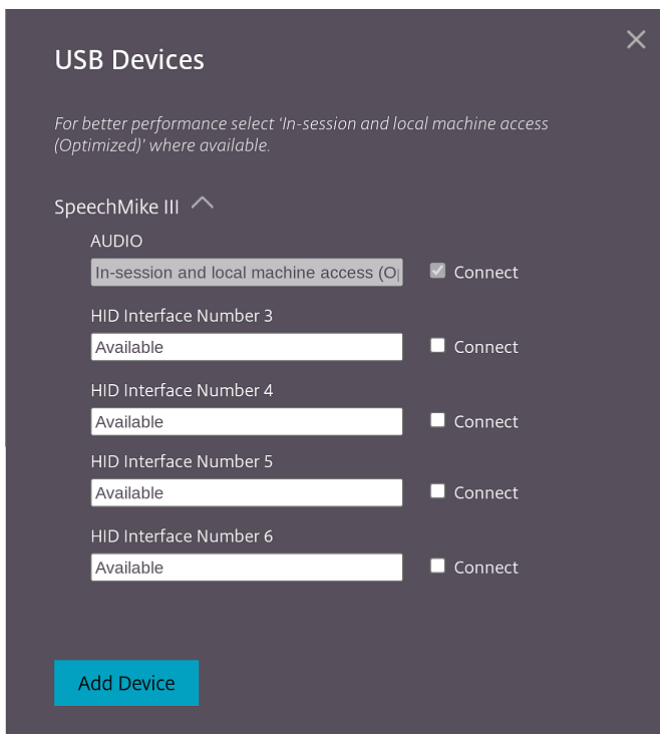 USB Devices
For better performance select 'In-session and local machine access
(Optimized)' where available.
SpeechMike III
AUDIO
In-session and local machine access (O
Connect
HID Interface Number 3
Available
Connect
HID Interface Number 4
Available
Connect
HID Interface Number 5
Available
Connect
HID Interface Number 6
Available
Connect
Add Device